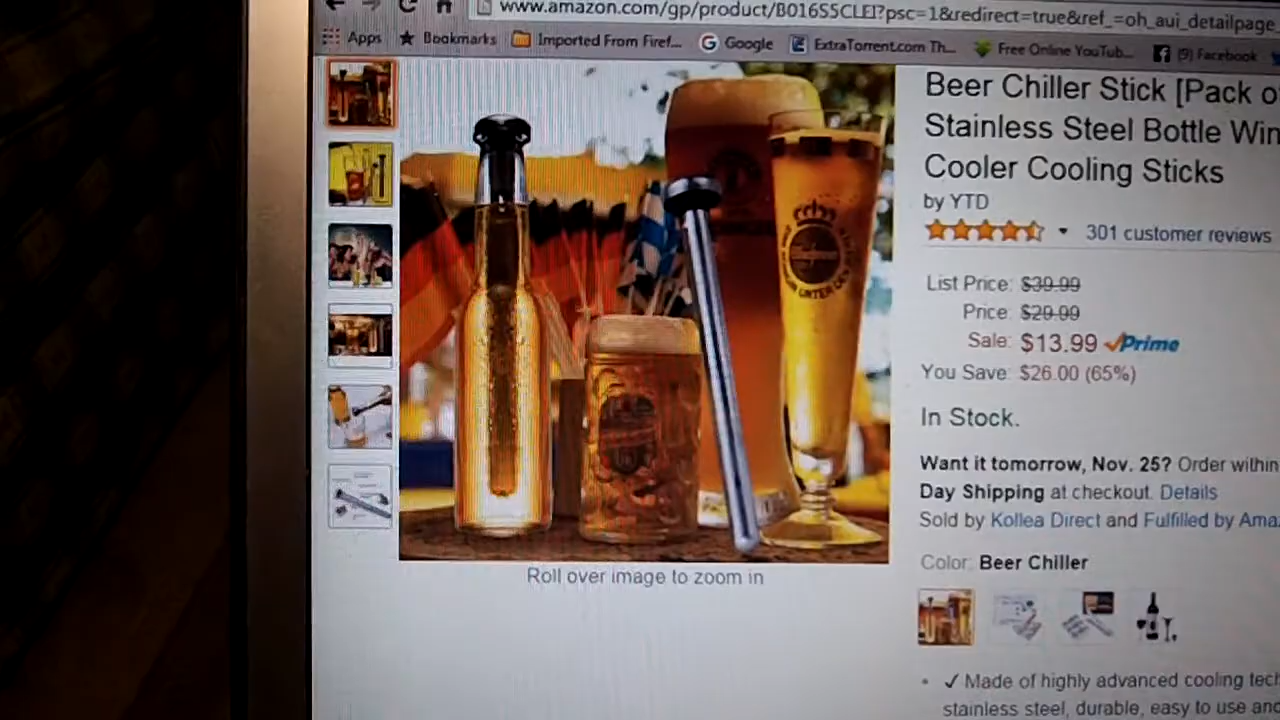 www.amazon.com/gp/product/B016S5CLEI?psc=1&redirect=true&ref_=oh_aui_detailpage_
Apps Bookmarks Imported From Firef... Google ExtraTorrent.com Th... Free Online YouTub... (9) Facebook
Beer Chiller Stick [Pack o
Stainless Steel Bottle Win
Cooler Cooling Sticks
by YTD
301 customer reviews
List Price: $39.99
Price: $29.99
Sale: $13.99 Prime
You Save: $26.00 (65%)
In Stock.
Want it tomorrow, Nov. 25? Order within
Day Shipping at checkout. Details
Sold by Kollea Direct and Fulfilled by Ama
Roll over image to zoom in
Color: Beer Chiller
✓ Made of highly advanced cooling tech
stainless steel, durable, easy to use and